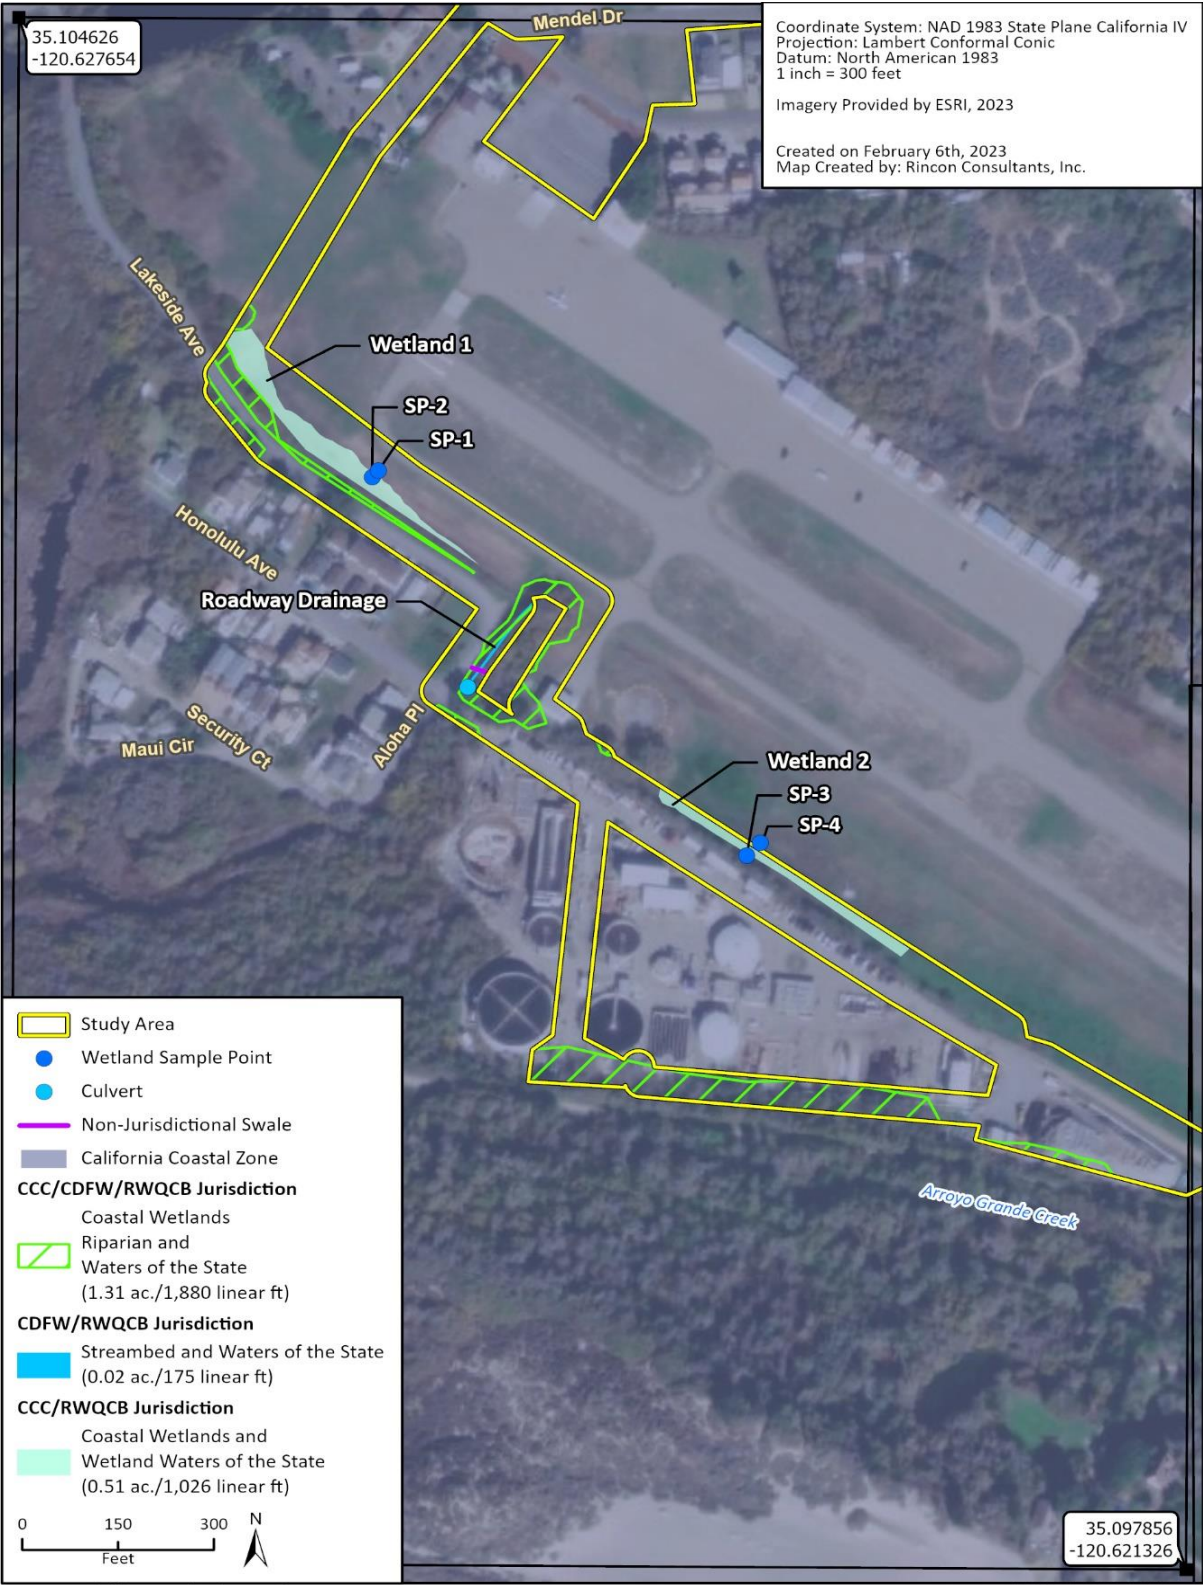 Mendel Dr
35.104626
-120.627654
Coordinate System: NAD 1983 State Plane California IV
Projection: Lambert Conformal Conic
Datum: North American 1983
1 inch = 300 feet
Imagery Provided by ESRI, 2023
Created on February 6th, 2023
Map Created by: Rincon Consultants, Inc.
Lakeside Ave
Wetland 1
SP-2
SP-1
Honolulu Ave
Roadway Drainage
Security Ct
Aloha Pl
Maui Cir
Wetland 2
SP-3
SP-4
Arroyo Grande Creek
Study Area
Wetland Sample Point
Culvert
Non-Jurisdictional Swale
California Coastal Zone
CCC/CDFW/RWQCB Jurisdiction
Coastal Wetlands
Riparian and
Waters of the State
(1.31 ac./1,880 linear ft)
CDFW/RWQCB Jurisdiction
Streambed and Waters of the State
(0.02 ac./175 linear ft)
CCC/RWQCB Jurisdiction
Coastal Wetlands and
Wetland Waters of the State
(0.51 ac./1,026 linear ft)
0 150 300
Feet
N
35.097856
-120.621326